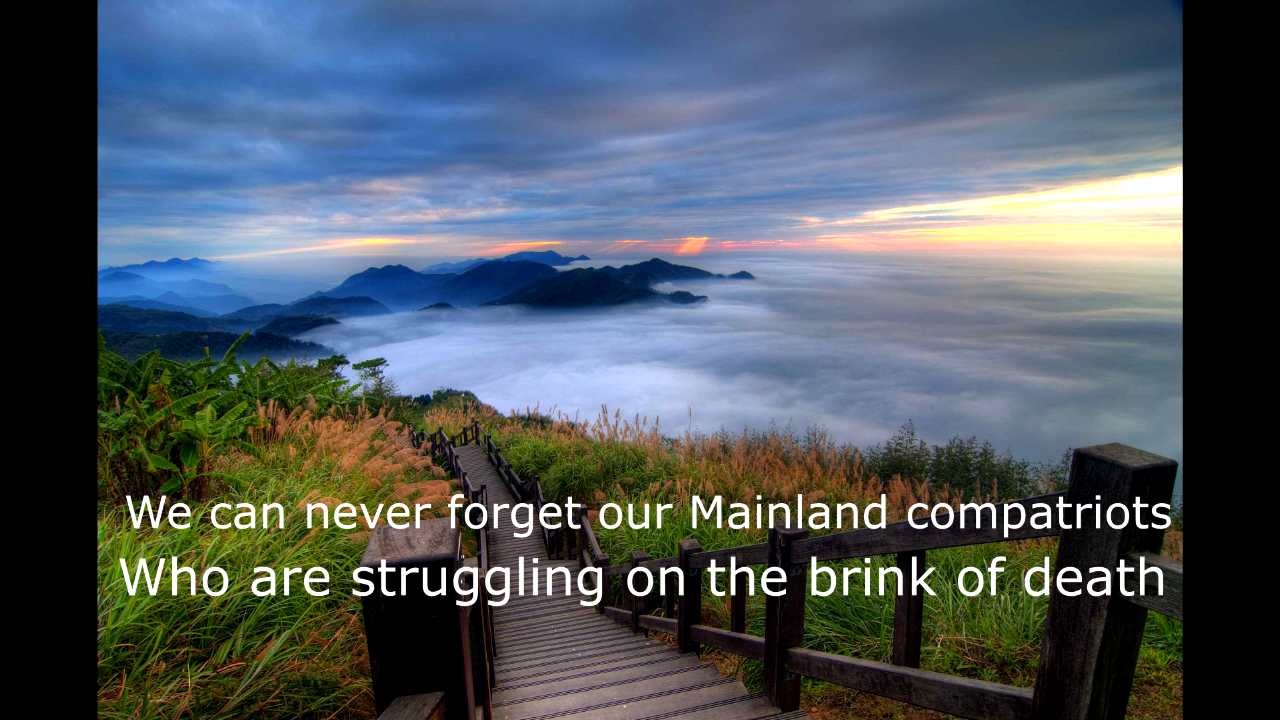 We can never forget our Mainland compatriots
Who are struggling on the brink of death